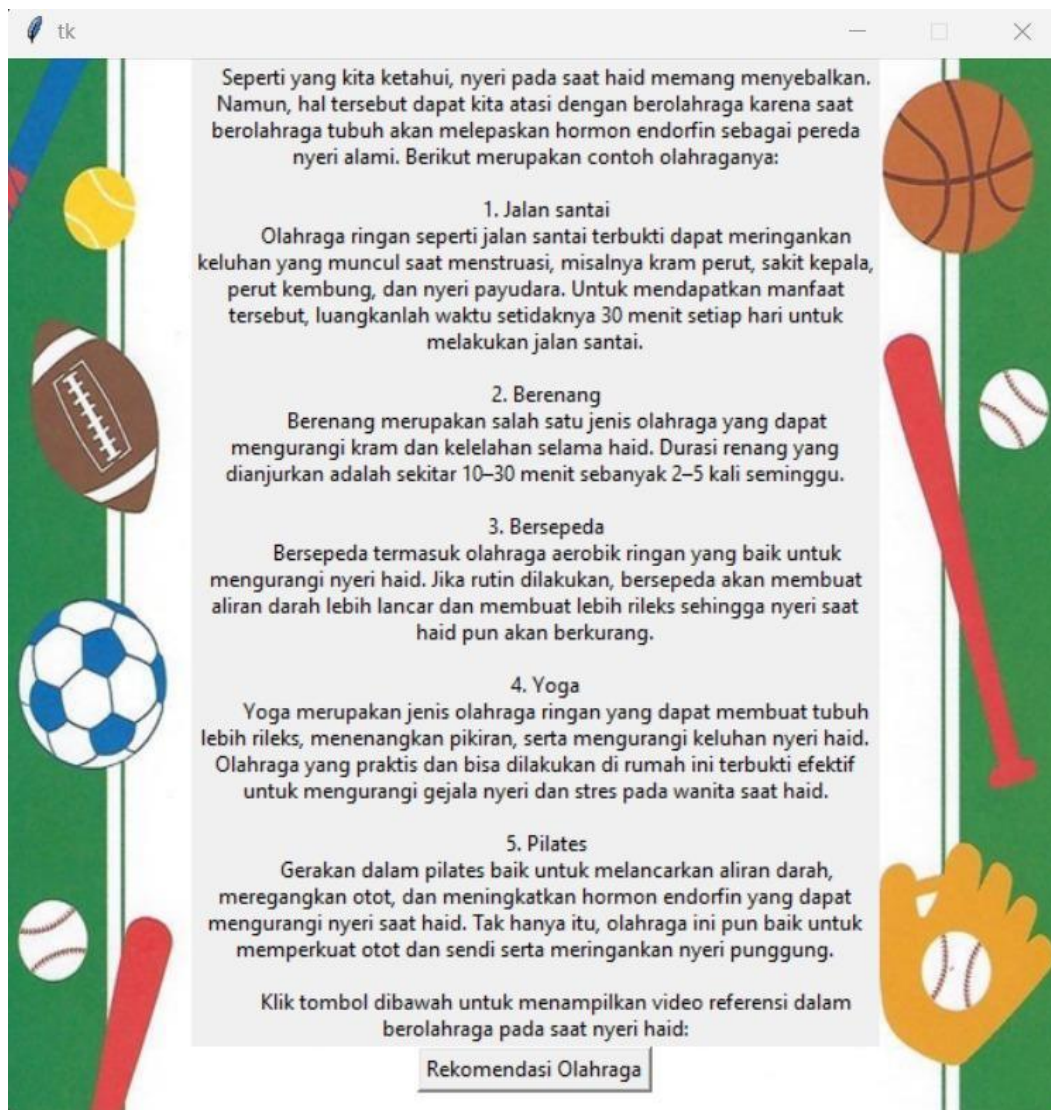 tk
Seperti yang kita ketahui, nyeri pada saat haid memang menyebalkan.
Namun, hal tersebut dapat kita atasi dengan berolahraga karena saat
berolahraga tubuh akan melepaskan hormon endorfin sebagai pereda
nyeri alami. Berikut merupakan contoh olahraganya:
1. Jalan santai
Olahraga ringan seperti jalan santai terbukti dapat meringankan
keluhan yang muncul saat menstruasi, misalnya kram perut, sakit kepala,
perut kembung, dan nyeri payudara. Untuk mendapatkan manfaat
tersebut, luangkanlah waktu setidaknya 30 menit setiap hari untuk
melakukan jalan santai.
2. Berenang
Berenang merupakan salah satu jenis olahraga yang dapat
mengurangi kram dan kelelahan selama haid. Durasi renang yang
dianjurkan adalah sekitar 10–30 menit sebanyak 2–5 kali seminggu.
3. Bersepeda
Bersepeda termasuk olahraga aerobik ringan yang baik untuk
mengurangi nyeri haid. Jika rutin dilakukan, bersepeda akan membuat
aliran darah lebih lancar dan membuat lebih rileks sehingga nyeri saat
haid pun akan berkurang.
4. Yoga
Yoga merupakan jenis olahraga ringan yang dapat membuat tubuh
lebih rileks, menenangkan pikiran, serta mengurangi keluhan nyeri haid.
Olahraga yang praktis dan bisa dilakukan di rumah ini terbukti efektif
untuk mengurangi gejala nyeri dan stres pada wanita saat haid.
5. Pilates
Gerakan dalam pilates baik untuk melancarkan aliran darah,
meregangkan otot, dan meningkatkan hormon endorfin yang dapat
mengurangi nyeri saat haid. Tak hanya itu, olahraga ini pun baik untuk
memperkuat otot dan sendi serta meringankan nyeri punggung.
Klik tombol dibawah untuk menampilkan video referensi dalam
berolahraga pada saat nyeri haid:
Rekomendasi Olahraga